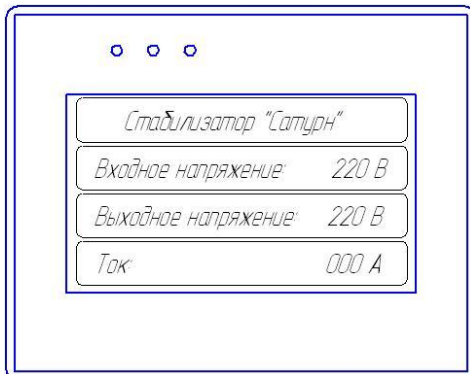 Стабилизатор "Сатурн"
Входное напряжение: 220 В
Выходное напряжение: 220 В
Ток: 000 А